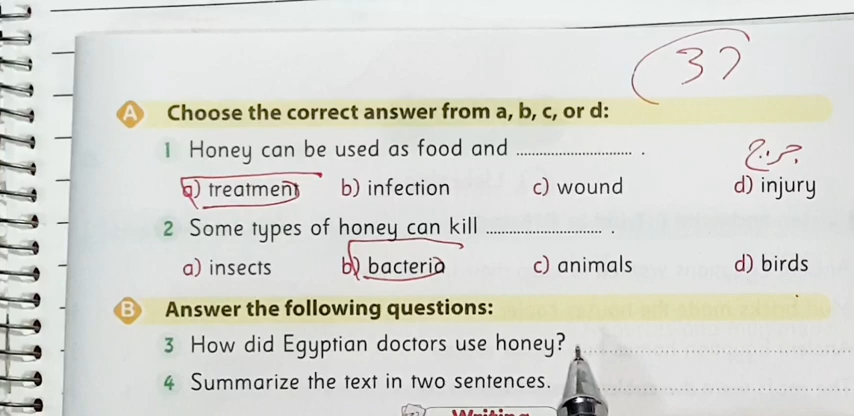 37
A Choose the correct answer from a, b, c, or d:
1 Honey can be used as food and ................................ .
a) treatment b) infection c) wound d) injury
2 Some types of honey can kill ................................ .
a) insects b) bacteria c) animals d) birds
B Answer the following questions:
3 How did Egyptian doctors use honey?
4 Summarize the text in two sentences.
Writing